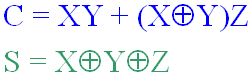 C = XY + (X⊕Y)Z
S = X⊕Y⊕Z